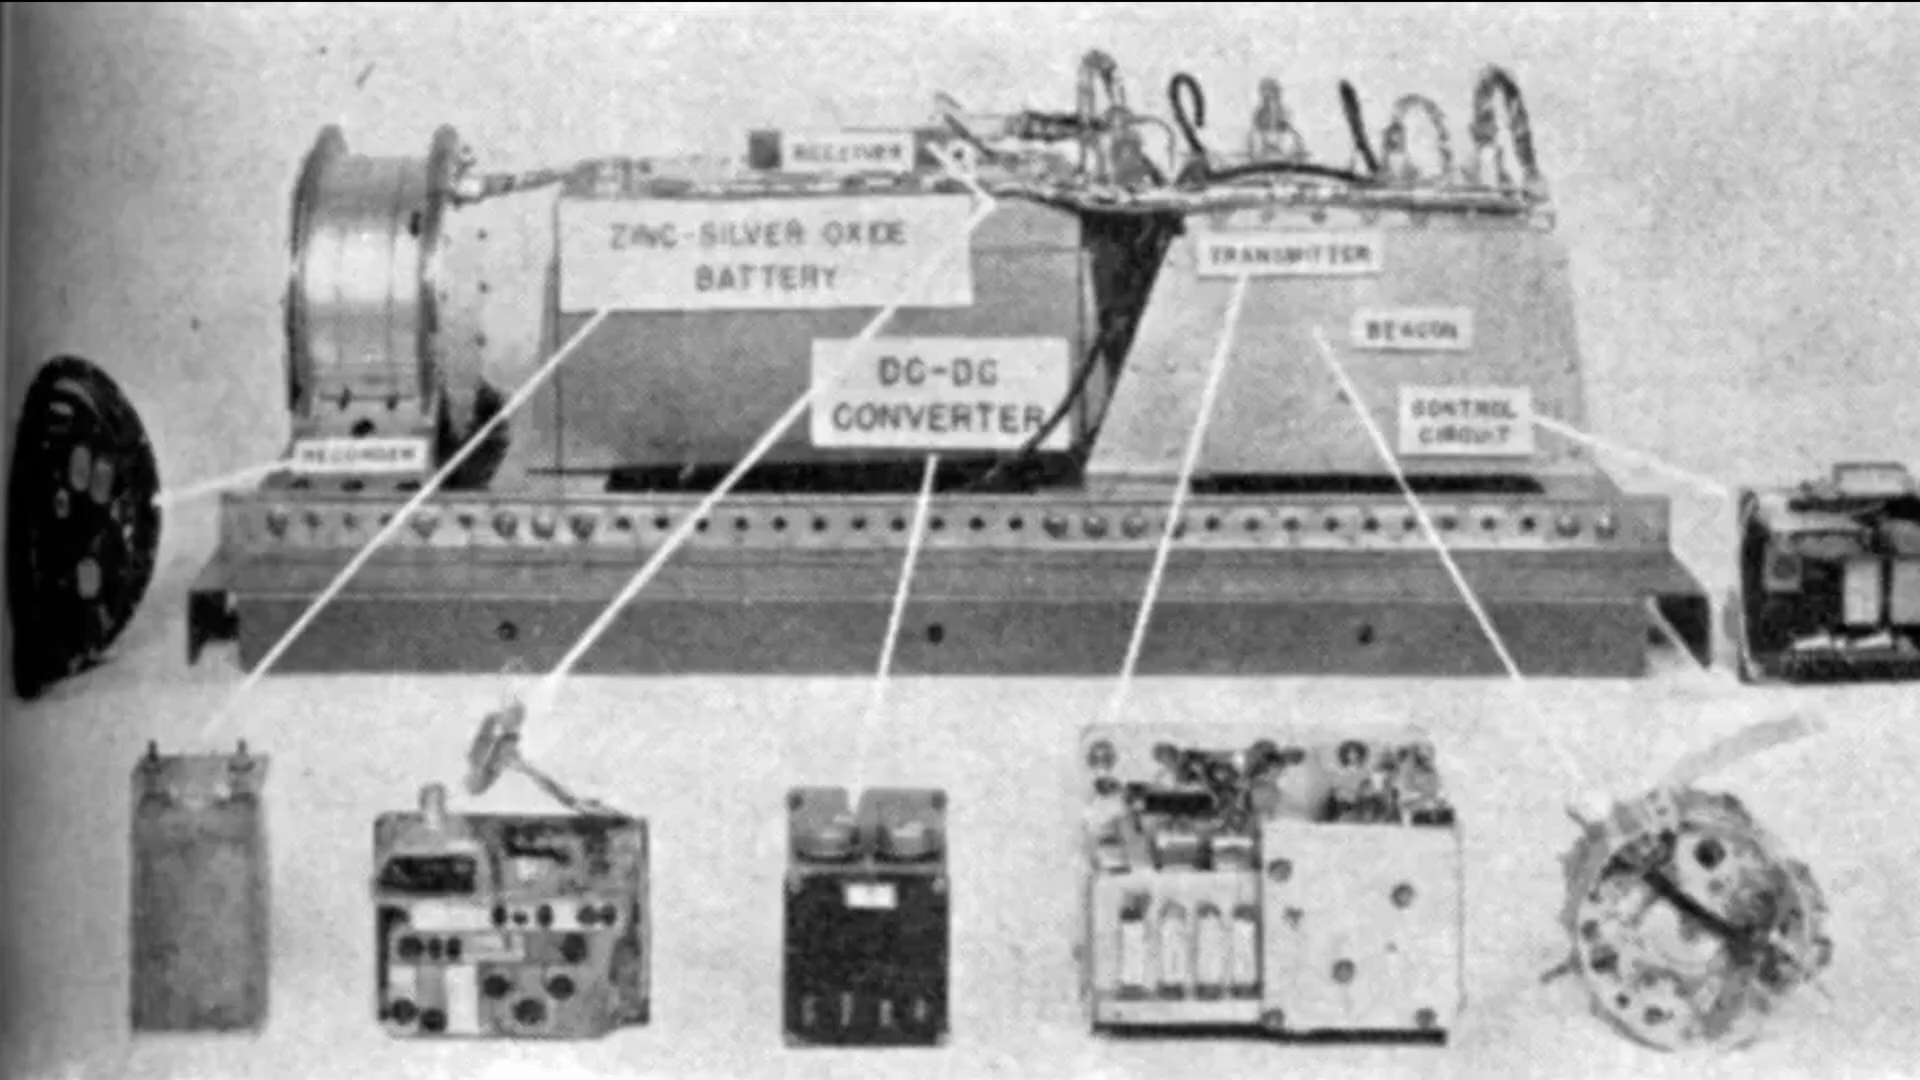 RECEIVER
ZINC-SILVER OXIDE
BATTERY
TRANSMITTER
BEACON
DC-DC
CONVERTER
CONTROL
CIRCUIT
RECORDER